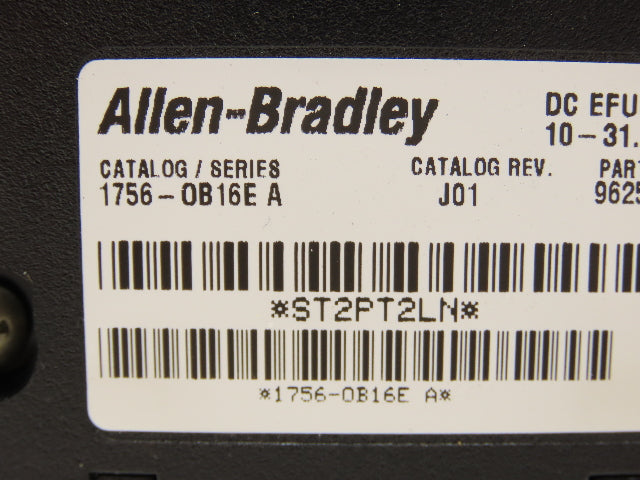 Allen-Bradley
DC EFU
10-31.
CATALOG / SERIES
CATALOG REV.
PART
1756-OB16E A
J01
9625
*ST2PT2LN*
*1756-OB16E A*